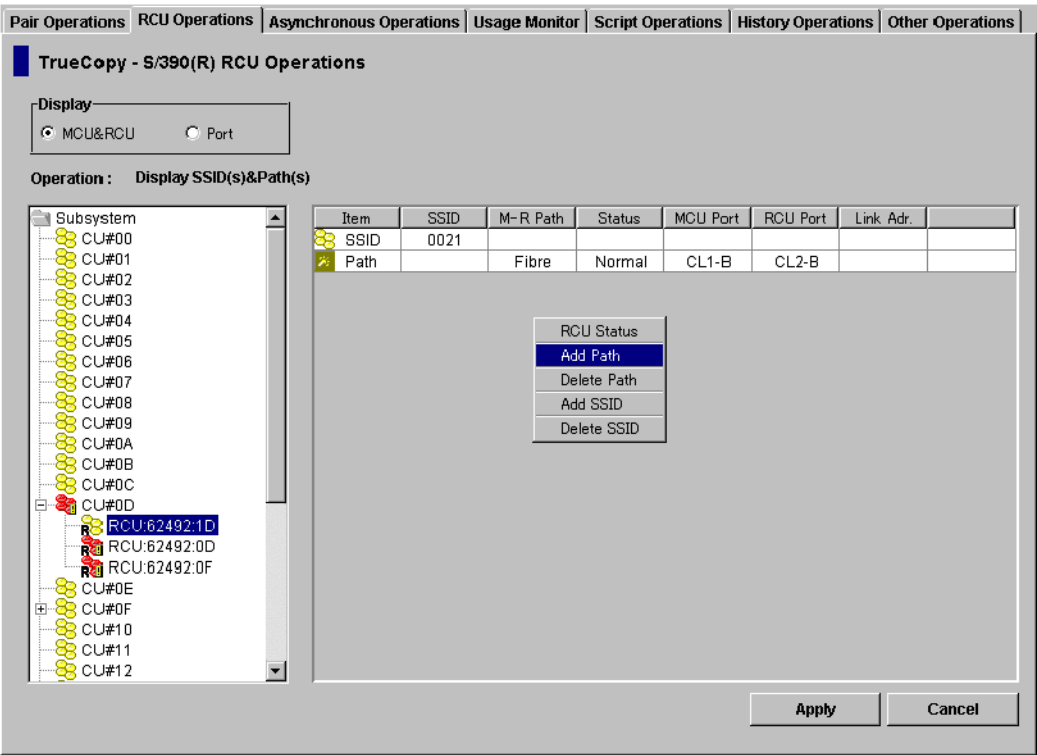 Pair Operations RCU Operations Asynchronous Operations Usage Monitor Script Operations History Operations Other Operations
TrueCopy - S/390(R) RCU Operations
Display
MCU&RCU Port
Operation : Display SSID(s)&Path(s)
Subsystem
CU#00
CU#01
CU#02
CU#03
CU#04
CU#05
CU#06
CU#07
CU#08
CU#09
CU#0A
CU#0B
CU#0C
CU#0D
RCU:62492:1D
RCU:62492:0D
RCU:62492:0F
CU#0E
CU#0F
CU#10
CU#11
CU#12
Item SSID M-R Path Status MCU Port RCU Port Link Adr.
SSID 0021
Path Fibre Normal CL1-B CL2-B
RCU Status
Add Path
Delete Path
Add SSID
Delete SSID
Apply Cancel